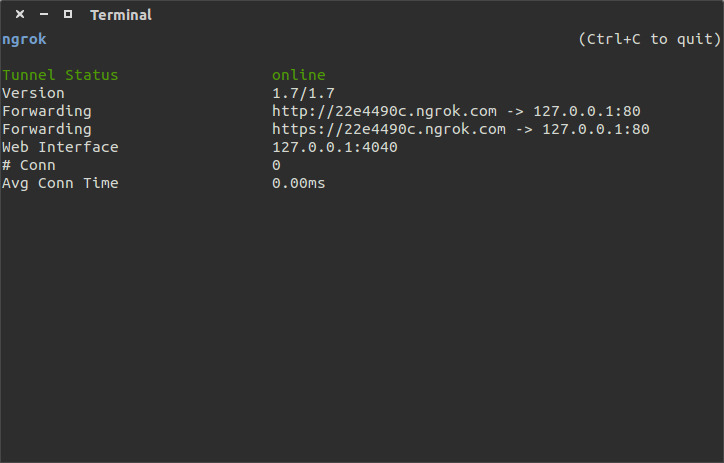 Terminal
ngrok (Ctrl+C to quit)
Tunnel Status online
Version 1.7/1.7
Forwarding http://22e4490c.ngrok.com -> 127.0.0.1:80
Forwarding https://22e4490c.ngrok.com -> 127.0.0.1:80
Web Interface 127.0.0.1:4040
# Conn 0
Avg Conn Time 0.00ms